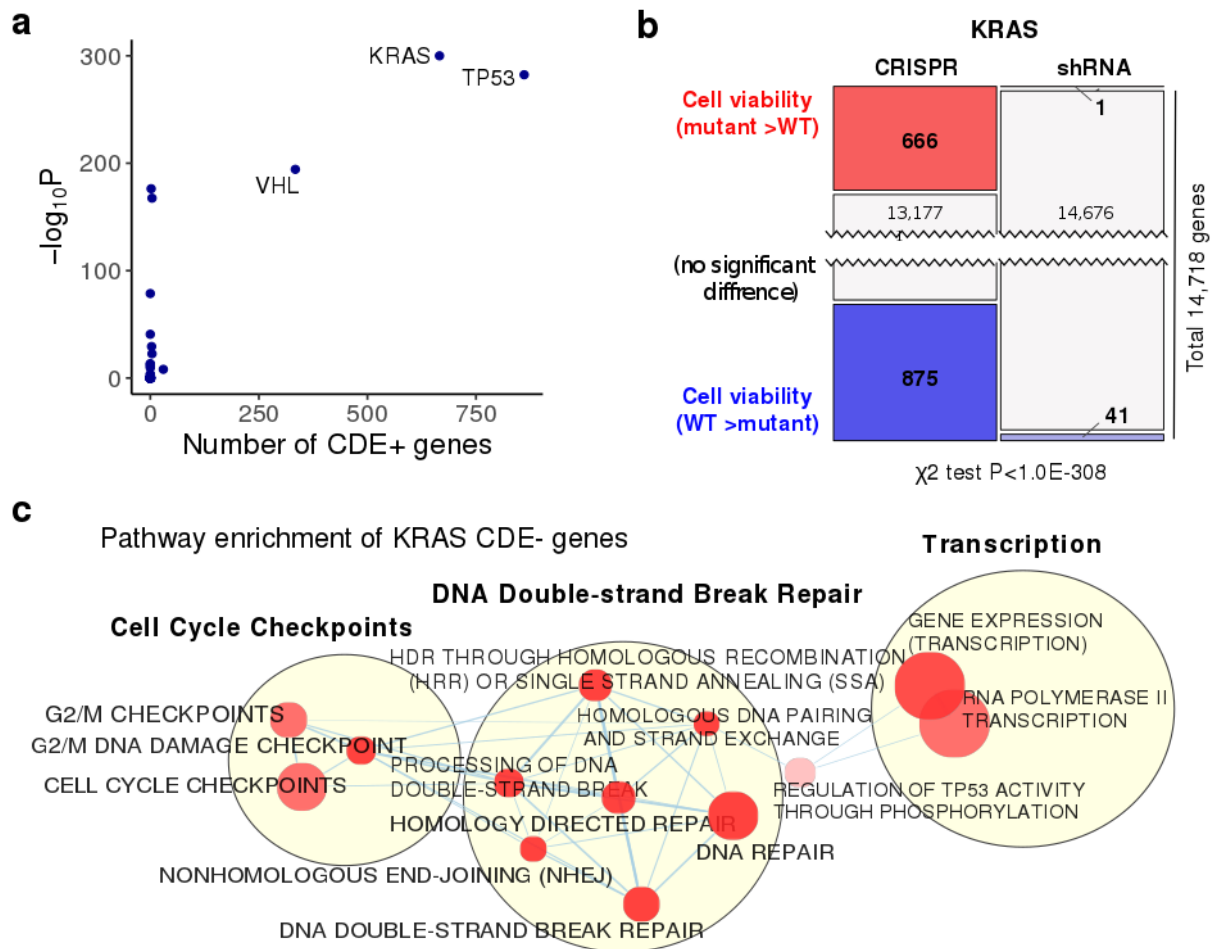 a
300
200
100
0
−log10P
KRAS
TP53
VHL
0 250 500 750
Number of CDE+ genes
b
KRAS
CRISPR shRNA
Cell viability
(mutant >WT)
666
1
13,177
14,676
1
(no significant
diffrence)
875
Cell viability
(WT >mutant)
41
Total 14,718 genes
χ2 test P<1.0E-308
c
Pathway enrichment of KRAS CDE- genes
Transcription
DNA Double-strand Break Repair
Cell Cycle Checkpoints
GENE EXPRESSION
(TRANSCRIPTION)
RNA POLYMERASE II
TRANSCRIPTION
HDR THROUGH HOMOLOGOUS RECOMBINATION
(HRR) OR SINGLE STRAND ANNEALING (SSA)
HOMOLOGOUS DNA PAIRING
AND STRAND EXCHANGE
G2/M CHECKPOINTS
G2/M DNA DAMAGE CHECKPOINT
CELL CYCLE CHECKPOINTS
PROCESSING OF DNA
DOUBLE-STRAND BREAK
HOMOLOGY DIRECTED REPAIR
REGULATION OF TP53 ACTIVITY
THROUGH PHOSPHORYLATION
DNA REPAIR
NONHOMOLOGOUS END-JOINING (NHEJ)
DNA DOUBLE-STRAND BREAK REPAIR